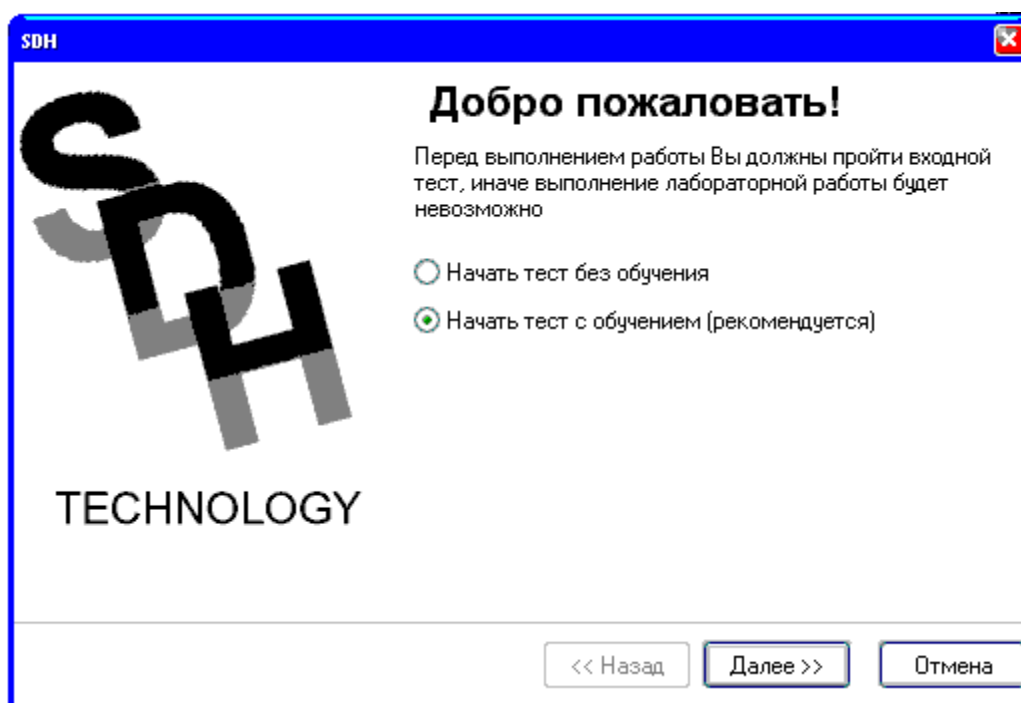 SDH
Добро пожаловать!
Перед выполнением работы Вы должны пройти входной
тест, иначе выполнение лабораторной работы будет
невозможно
Начать тест без обучения
Начать тест с обучением (рекомендуется)
SDH
TECHNOLOGY
<< Назад
Далее >>
Отмена